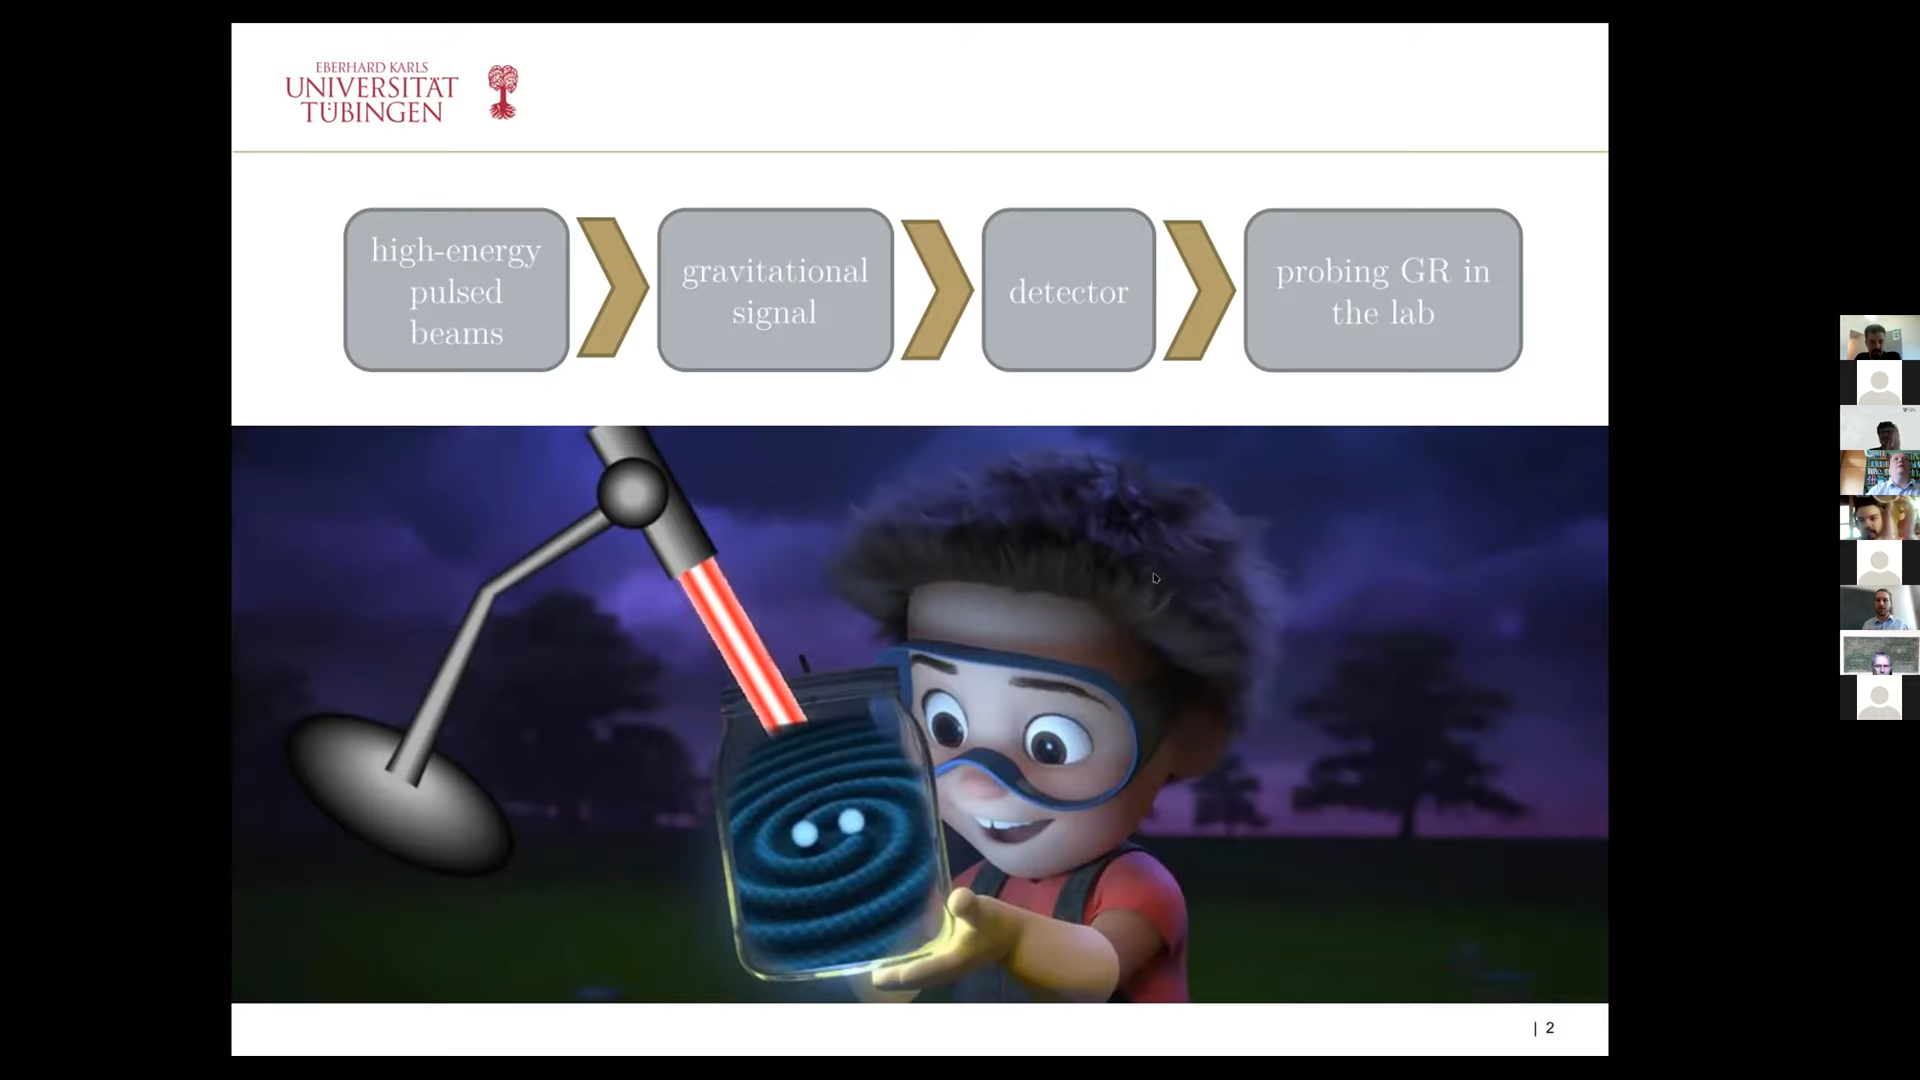 EBERHARD KARLS
UNIVERSITÄT
TÜBINGEN
high-energy
pulsed
beams
gravitational
signal
detector
probing GR in
the lab
| 2